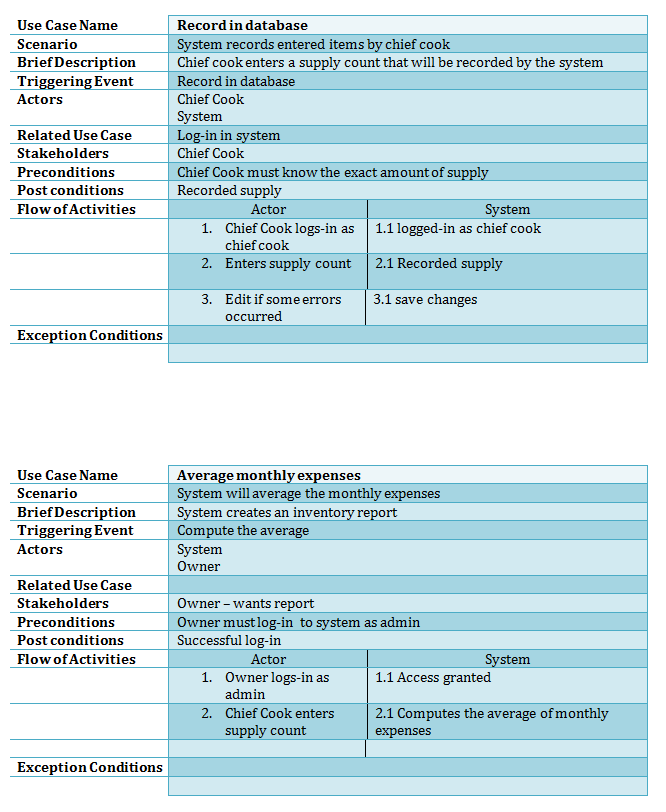 Use Case Name Record in database
Scenario System records entered items by chief cook
Brief Description Chief cook enters a supply count that will be recorded by the system
Triggering Event Record in database
Actors Chief Cook
System
Related Use Case Log-in in system
Stakeholders Chief Cook
Preconditions Chief Cook must know the exact amount of supply
Post conditions Recorded supply
Flow of Activities Actor System
1. Chief Cook logs-in as 1.1 logged-in as chief cook
chief cook
2. Enters supply count 2.1 Recorded supply
3. Edit if some errors 3.1 save changes
occurred
Exception Conditions
Use Case Name Average monthly expenses
Scenario System will average the monthly expenses
Brief Description System creates an inventory report
Triggering Event Compute the average
Actors System
Owner
Related Use Case
Stakeholders Owner – wants report
Preconditions Owner must log-in to system as admin
Post conditions Successful log-in
Flow of Activities Actor System
1. Owner logs-in as 1.1 Access granted
admin
2. Chief Cook enters 2.1 Computes the average of monthly
supply count expenses
Exception Conditions